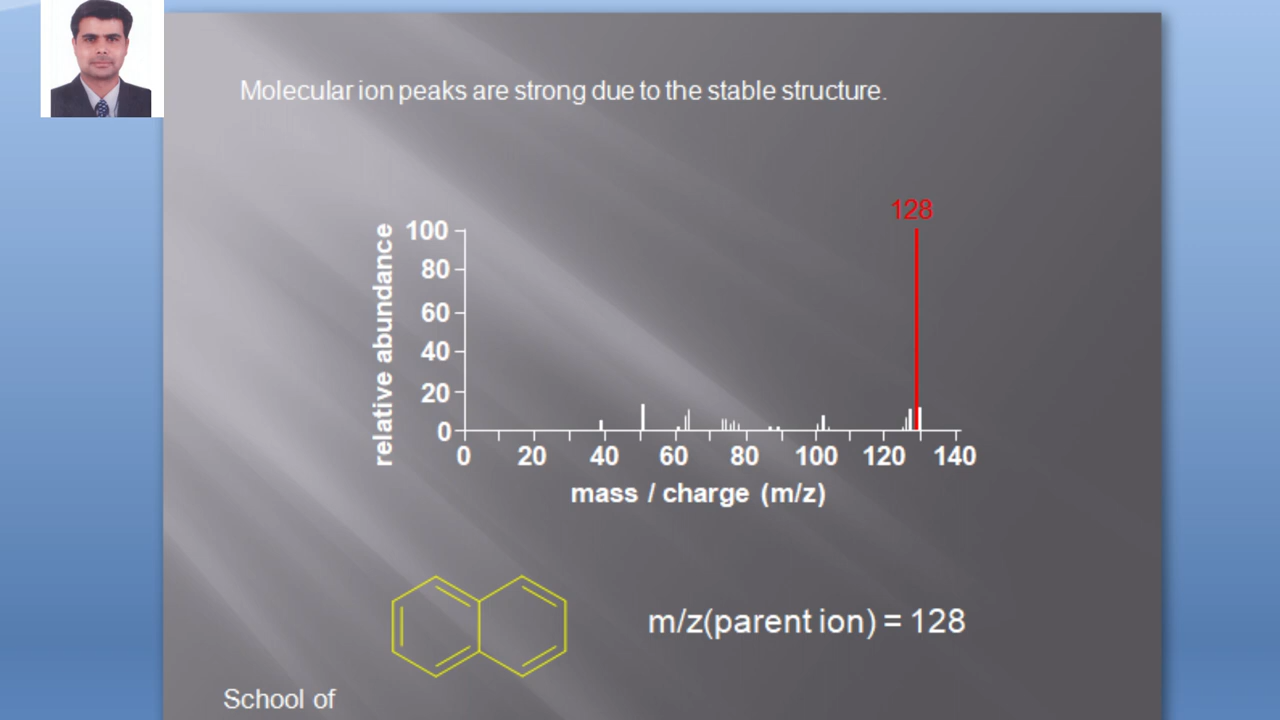 Molecular ion peaks are strong due to the stable structure.
128
relative abundance
100
80
60
40
20
0
0 20 40 60 80 100 120 140
mass / charge (m/z)
m/z(parent ion) = 128
School of